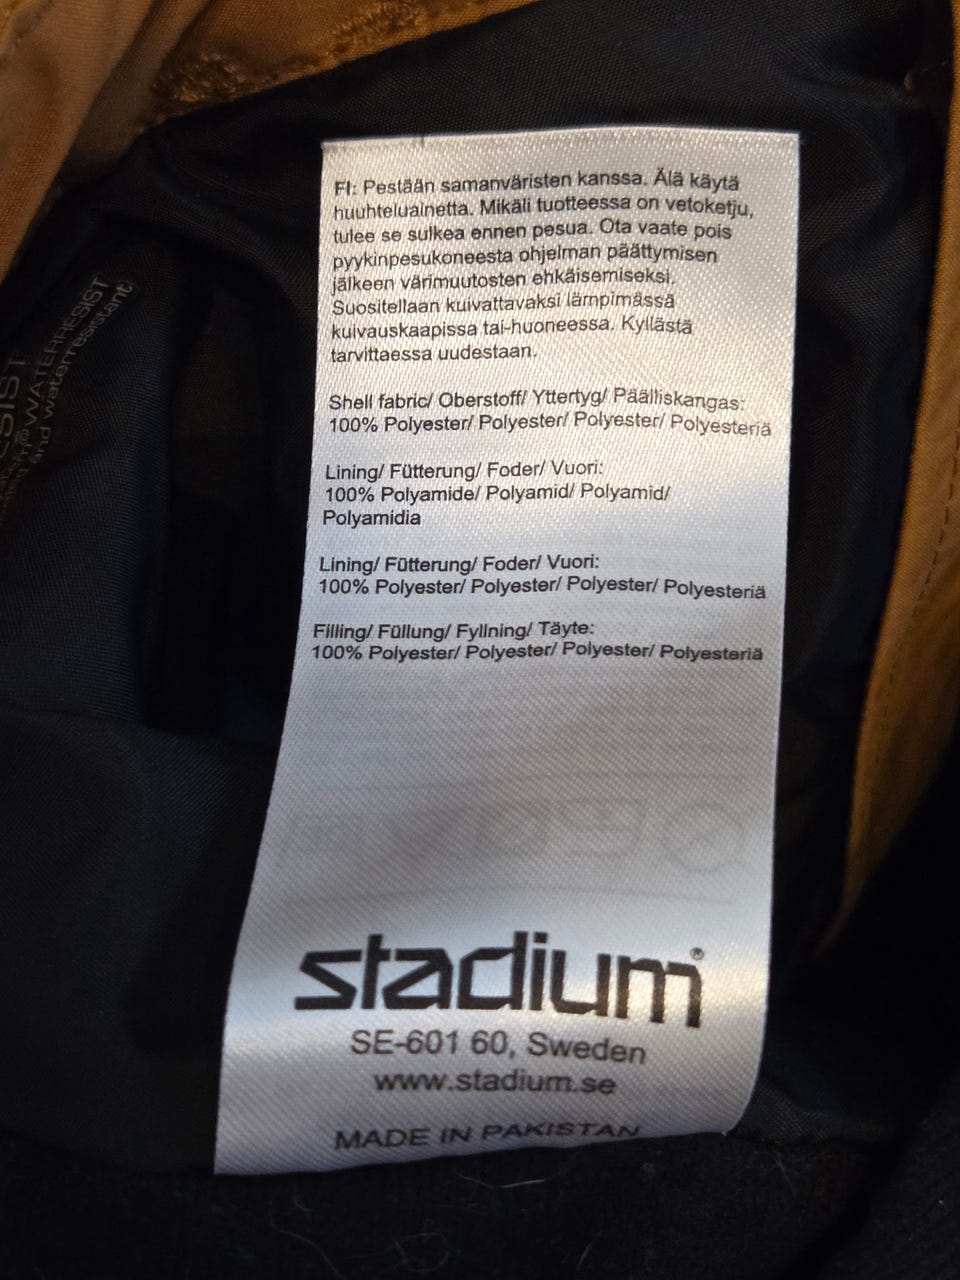 FI: Pestään samanväristen kanssa. Älä käytä
huuhteluainetta. Mikäli tuotteessa on vetoketju,
tulee se sulkea ennen pesua. Ota vaate pois
pyykinpesukoneesta ohjelman päättymisen
jälkeen värimuutosten ehkäisemiseksi.
Suositellaan kuivattavaksi lämpimässä
kuivauskaapissa tai-huoneessa. Kyllästä
tarvittaessa uudestaan.
Shell fabric/ Oberstoff/ Yttertyg/ Päälliskangas:
100% Polyester/ Polyester/ Polyester/ Polyesteriä
Lining/ Fütterung/ Foder/ Vuori:
100% Polyamide/ Polyamid/ Polyamid/
Polyamidia
Lining/ Fütterung/ Foder/ Vuori:
100% Polyester/ Polyester/ Polyester/ Polyesteriä
Filling/ Füllung/ Fyllning/ Täyte:
100% Polyester/ Polyester/ Polyester/ Polyesteriä
stadium®
SE-601 60, Sweden
www.stadium.se
MADE IN PAKISTAN
WATERRESIST
and waterresistant